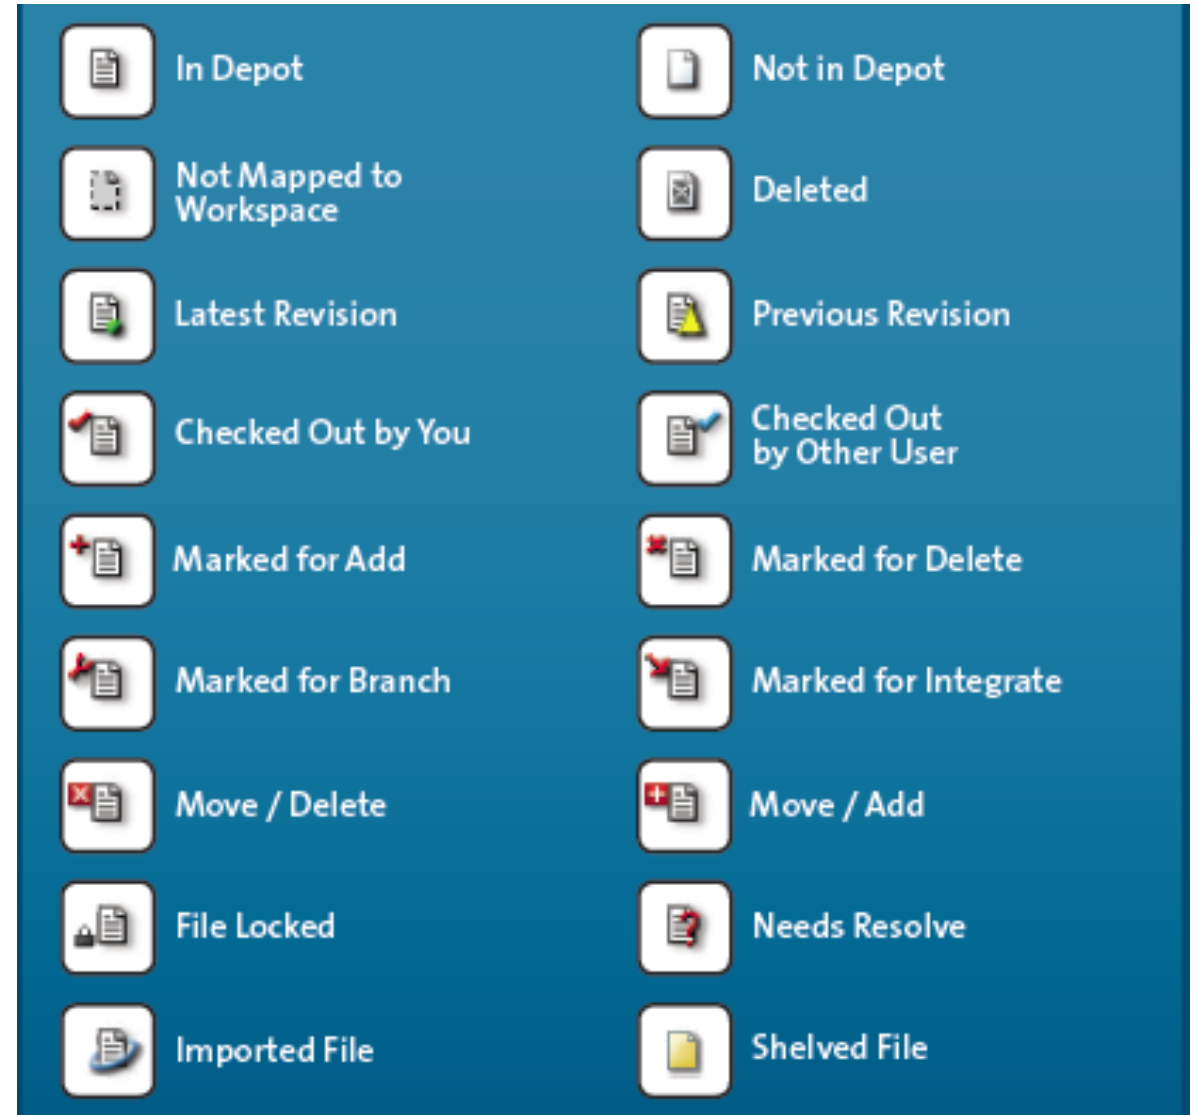 In Depot
Not in Depot
Not Mapped to
Workspace
Deleted
Latest Revision
Previous Revision
Checked Out by You
Checked Out
by Other User
Marked for Add
Marked for Delete
Marked for Branch
Marked for Integrate
Move / Delete
Move / Add
File Locked
Needs Resolve
Imported File
Shelved File